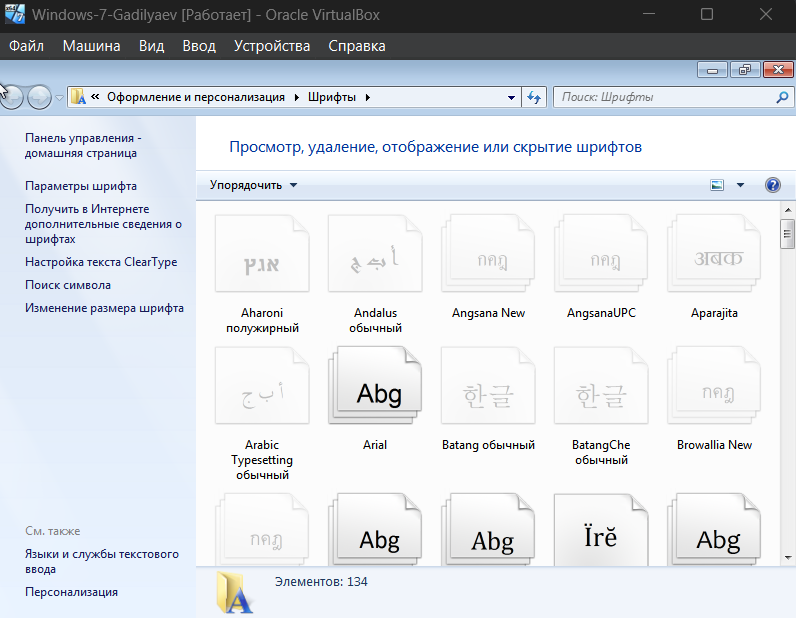 Windows-7-Gadilyaev [Работает] - Oracle VirtualBox
Файл Машина Вид Ввод Устройства Справка
« Оформление и персонализация Шрифты
Поиск: Шрифты
Панель управления -
домашняя страница
Параметры шрифта
Получить в Интернете
дополнительные сведения о
шрифтах
Настройка текста ClearType
Поиск символа
Изменение размера шрифта
См. также
Языки и службы текстового
ввода
Персонализация
Просмотр, удаление, отображение или скрытие шрифтов
Упорядочить
אנץ
أبج
กคฎ
กคฎ
अबक
Aharoni
полужирный
Andalus
обычный
Angsana New
AngsanaUPC
Aparajita
أبج
Abg
한글
한글
กคฎ
Arabic
Typesetting
обычный
Arial
Batang обычный
BatangChe
обычный
Browallia New
กคฎ
Abg
Abg
Ïrĕ
Abg
Элементов: 134